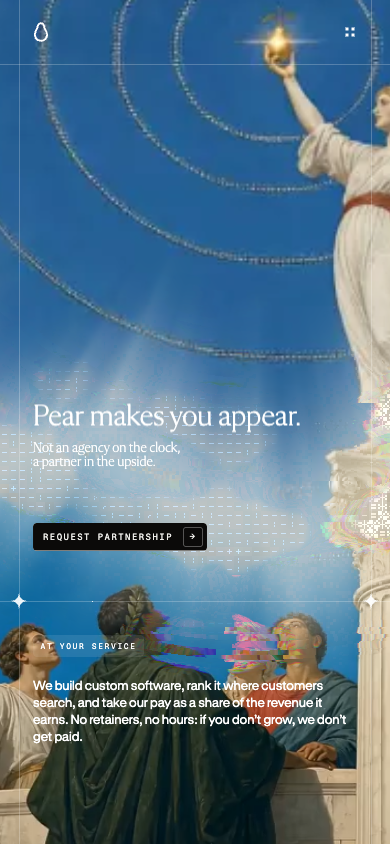 Pear makes you appear.
Not an agency on the clock,
a partner in the upside.
REQUEST PARTNERSHIP →
AT YOUR SERVICE
We build custom software, rank it where customers
search, and take our pay as a share of the revenue it
earns. No retainers, no hours: if you don’t grow, we don’t
get paid.